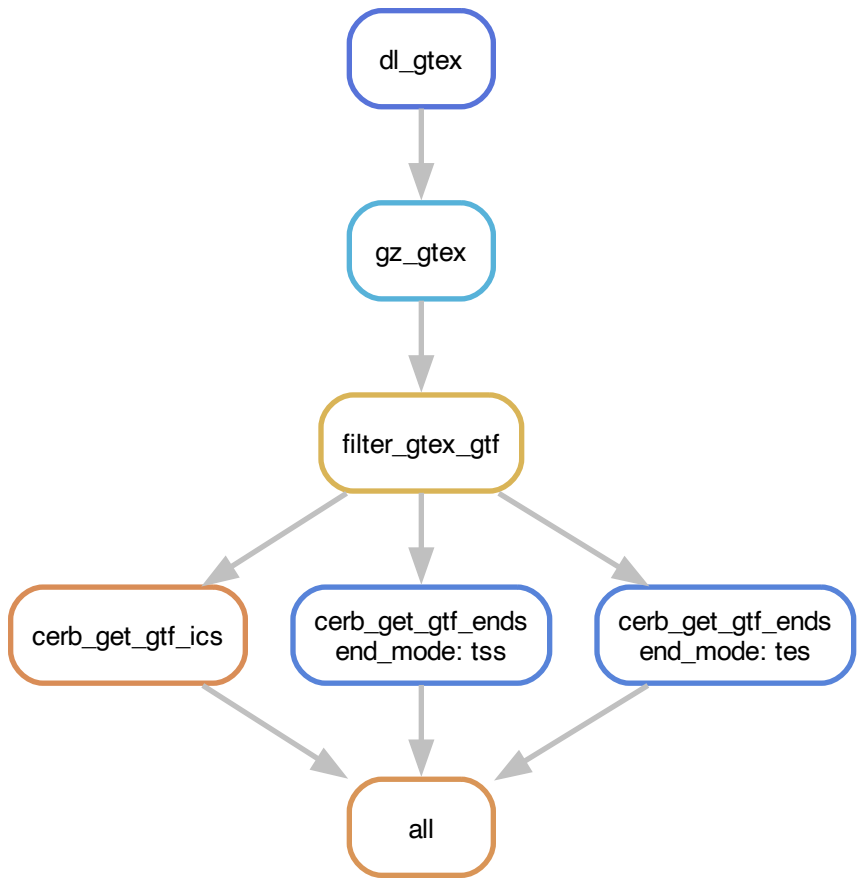 dl_gtex
gz_gtex
filter_gtex_gtf
cerb_get_gtf_ics
cerb_get_gtf_ends
end_mode: tss
cerb_get_gtf_ends
end_mode: tes
all